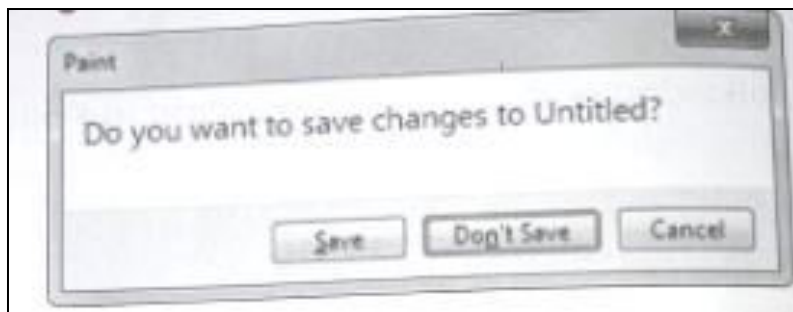 Paint
x
Do you want to save changes to Untitled?
Save Don't Save Cancel